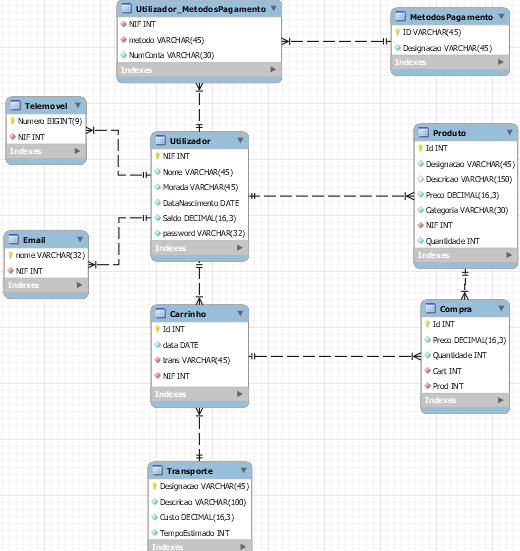 Utilizador_MetodosPagamento
NIF INT
metodo VARCHAR(45)
NumConta VARCHAR(30)
Indexes
MetodosPagamento
ID VARCHAR(45)
Designacao VARCHAR(45)
Indexes
Telemovel
Numero BIGINT(9)
NIF INT
Indexes
Utilizador
NIF INT
Nome VARCHAR(45)
Morada VARCHAR(45)
DataNascimento DATE
Saldo DECIMAL(16,3)
password VARCHAR(32)
Indexes
Produto
Id INT
Designacao VARCHAR(45)
Descricao VARCHAR(150)
Preco DECIMAL(16,3)
Categoria VARCHAR(30)
NIF INT
Quantidade INT
Indexes
Email
nome VARCHAR(32)
NIF INT
Indexes
Carrinho
Id INT
data DATE
trans VARCHAR(45)
NIF INT
Indexes
Compra
Id INT
Preco DECIMAL(16,3)
Quantidade INT
Cart INT
Prod INT
Indexes
Transporte
Designacao VARCHAR(45)
Descricao VARCHAR(100)
Custo DECIMAL(16,3)
TempoEstimado INT
Indexes